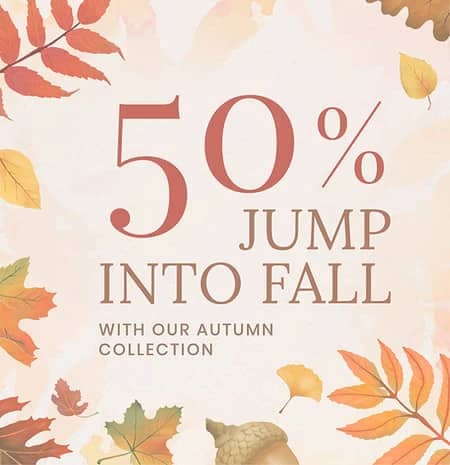 50%
JUMP
INTO FALL
WITH OUR AUTUMN
COLLECTION